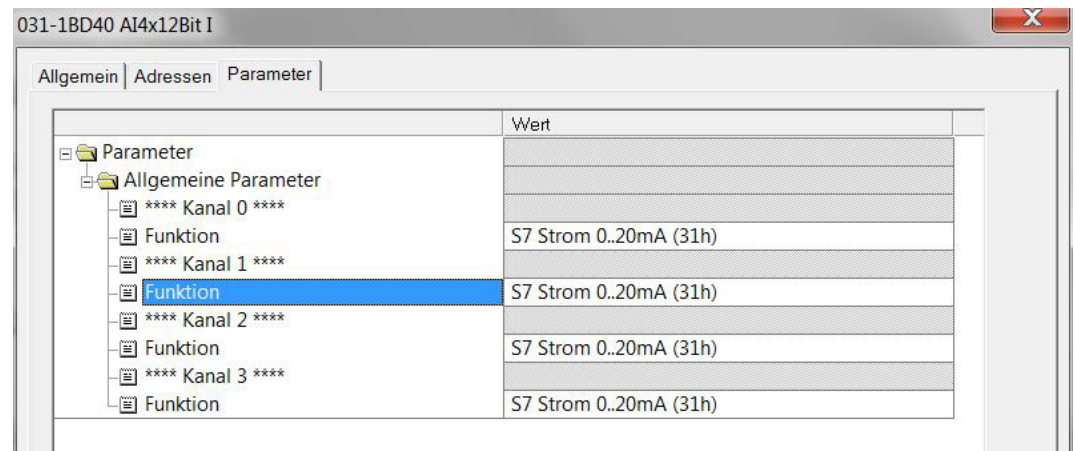 031-1BD40 AI4x12Bit I
Allgemein Adressen Parameter
Wert
Parameter
Allgemeine Parameter
**** Kanal 0 ****
Funktion S7 Strom 0..20mA (31h)
**** Kanal 1 ****
Funktion S7 Strom 0..20mA (31h)
**** Kanal 2 ****
Funktion S7 Strom 0..20mA (31h)
**** Kanal 3 ****
Funktion S7 Strom 0..20mA (31h)